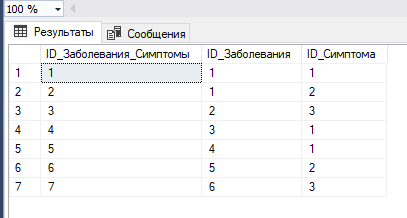 100 %
Результаты Сообщения
ID_Заболевания_Симптомы ID_Заболевания ID_Симптома
1 1 1 1
2 2 1 2
3 3 2 3
4 4 3 1
5 5 4 1
6 6 5 2
7 7 6 3